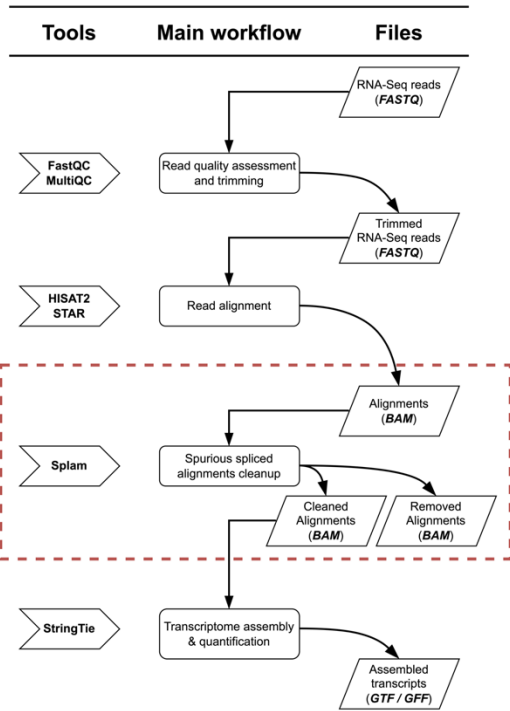 Tools Main workflow Files
RNA-Seq reads
(FASTQ)
FastQC
MultiQC
Read quality assessment
and trimming
Trimmed
RNA-Seq reads
(FASTQ)
HISAT2
STAR
Read alignment
Alignments
(BAM)
Splam
Spurious spliced
alignments cleanup
Cleaned
Alignments
(BAM)
Removed
Alignments
(BAM)
StringTie
Transcriptome assembly
& quantification
Assembled
transcripts
(GTF / GFF)